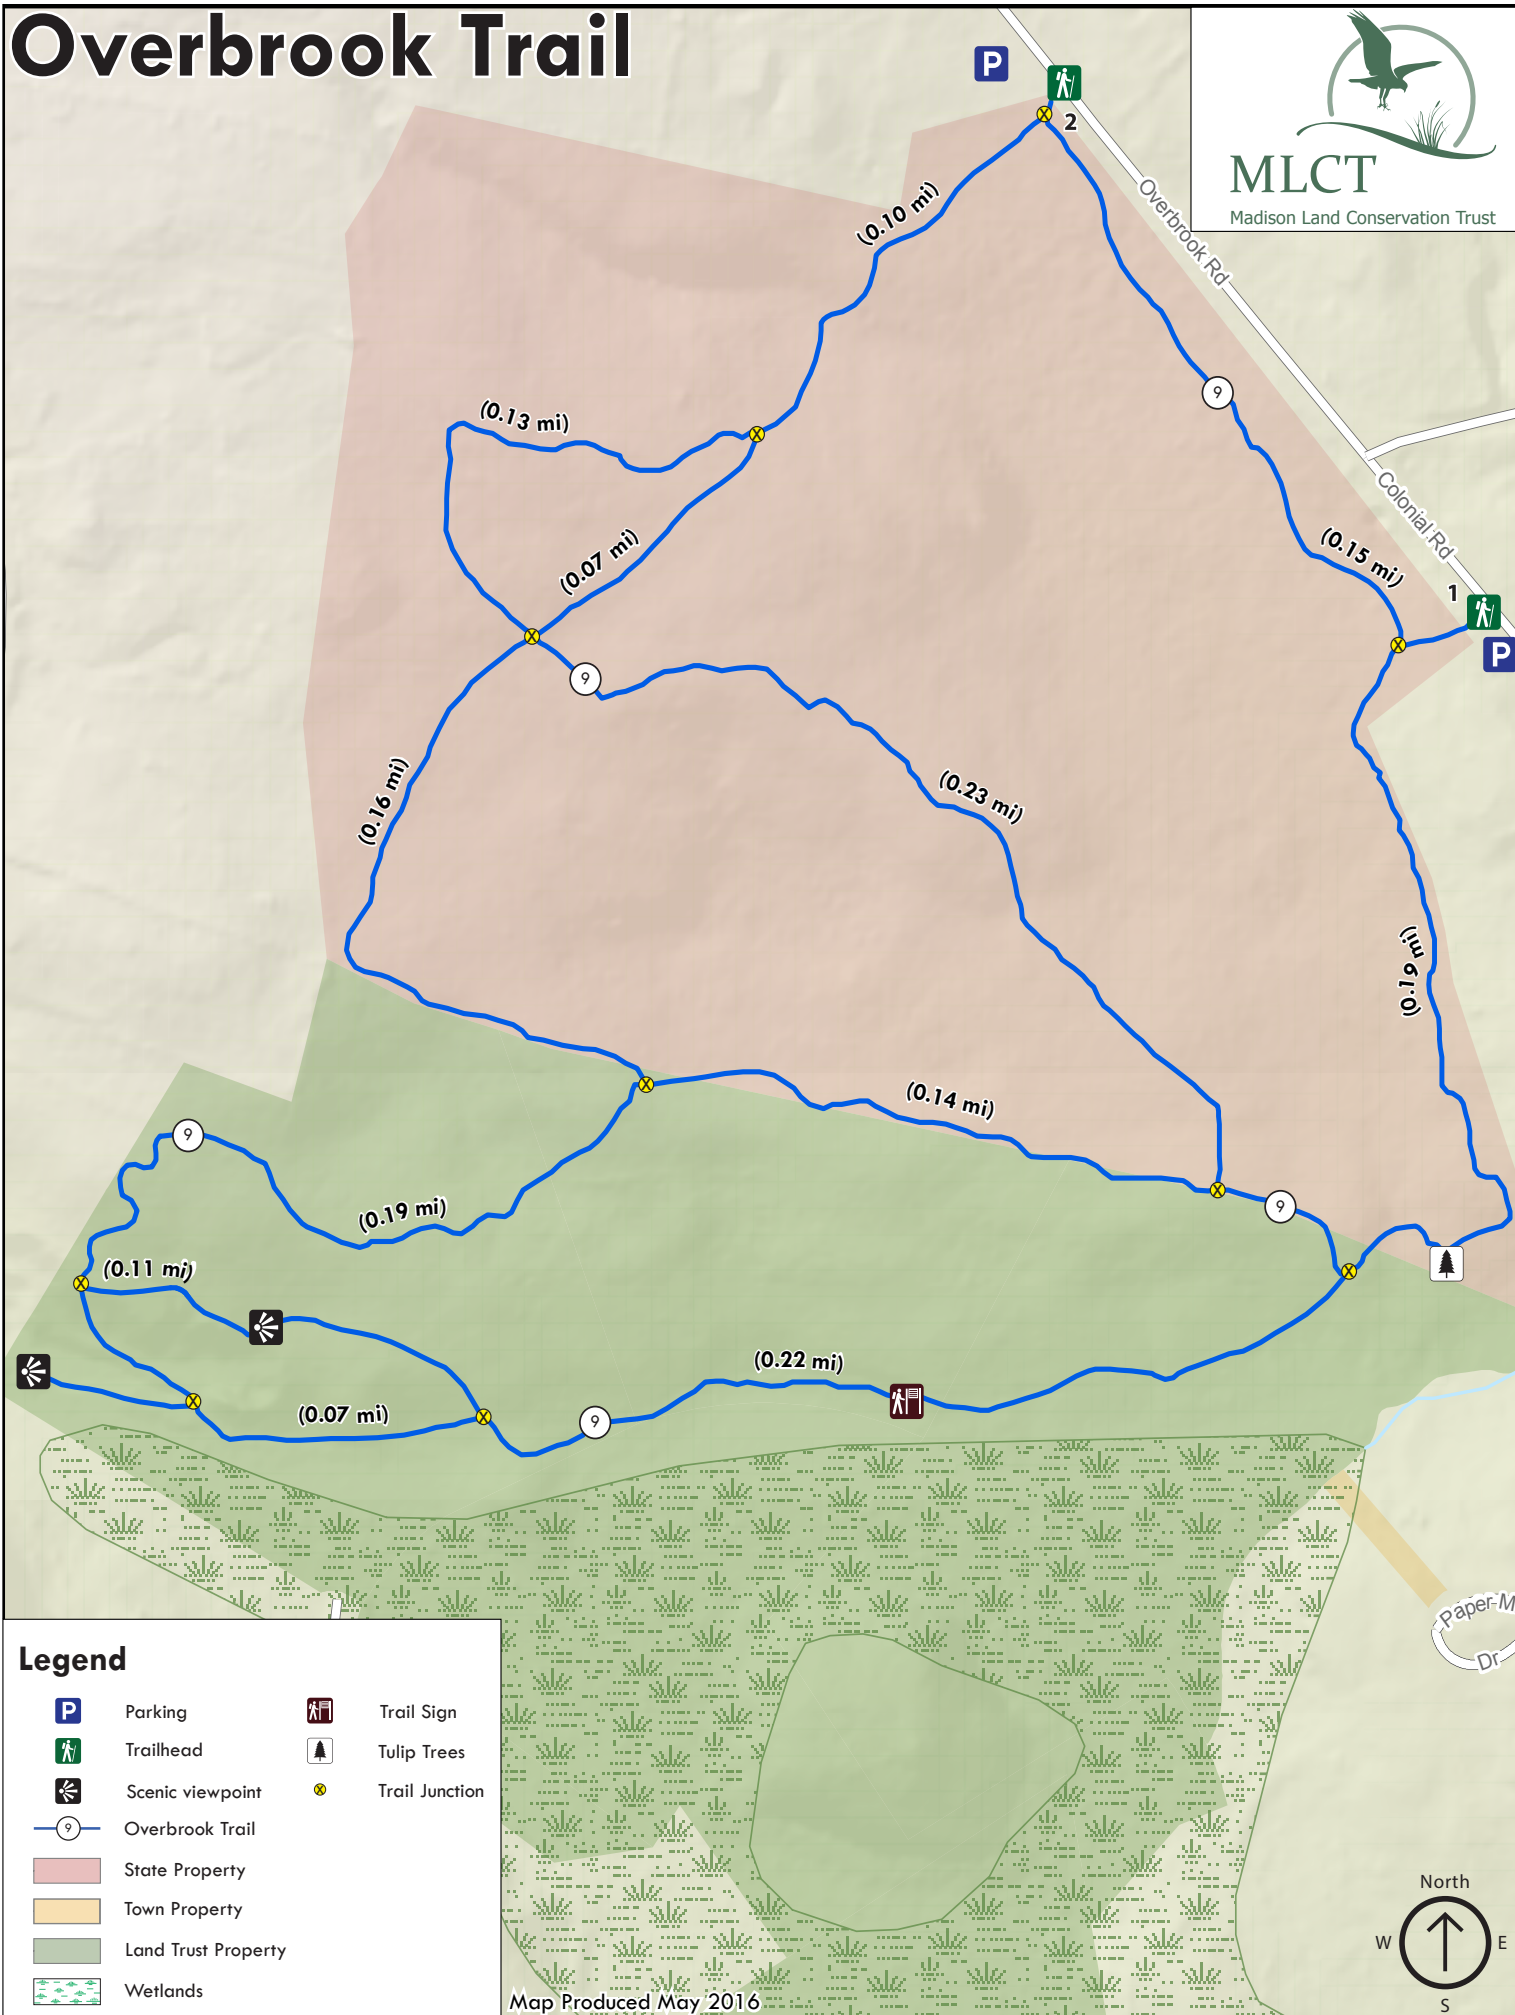 Overbrook Trail
P
2
MLCT
Madison Land Conservation Trust
Overbrook Rd
(0.10 mi)
9
(0.13 mi)
Colonial Rd
(0.07 mi)
(0.15 mi)
1
P
9
(0.16 mi)
(0.23 mi)
(0.19 mi)
(0.14 mi)
9
(0.19 mi)
9
(0.11 mi)
(0.22 mi)
(0.07 mi)
9
Paper M
Dr
Legend
P Parking
Trail Sign
Trailhead
Tulip Trees
Scenic viewpoint
Trail Junction
9 Overbrook Trail
State Property
Town Property
Land Trust Property
Wetlands
Map Produced May 2016
North
W E
S